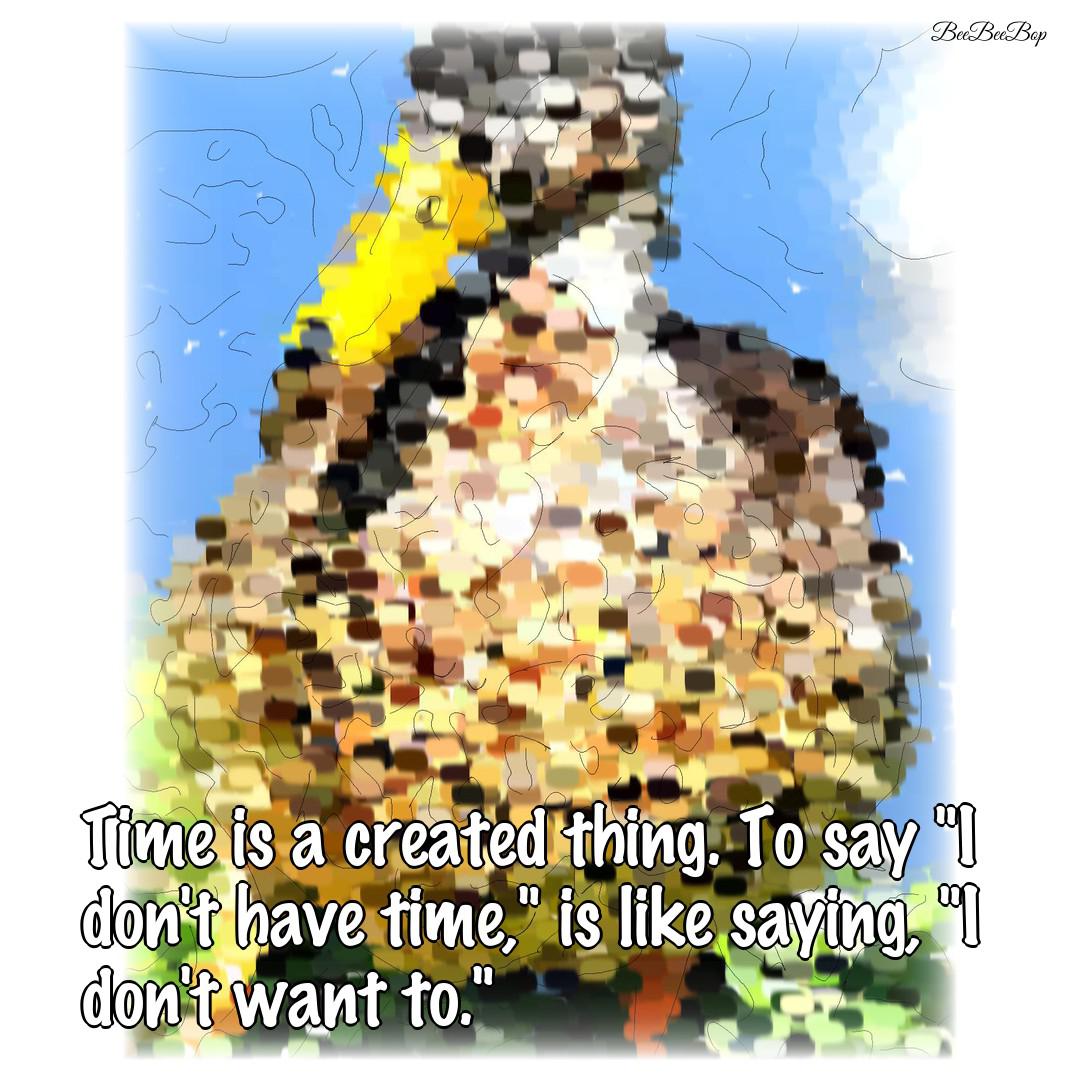 BeeBeeBop
Time is a created thing. To say "I
don't have time," is like saying, "I
don't want to."